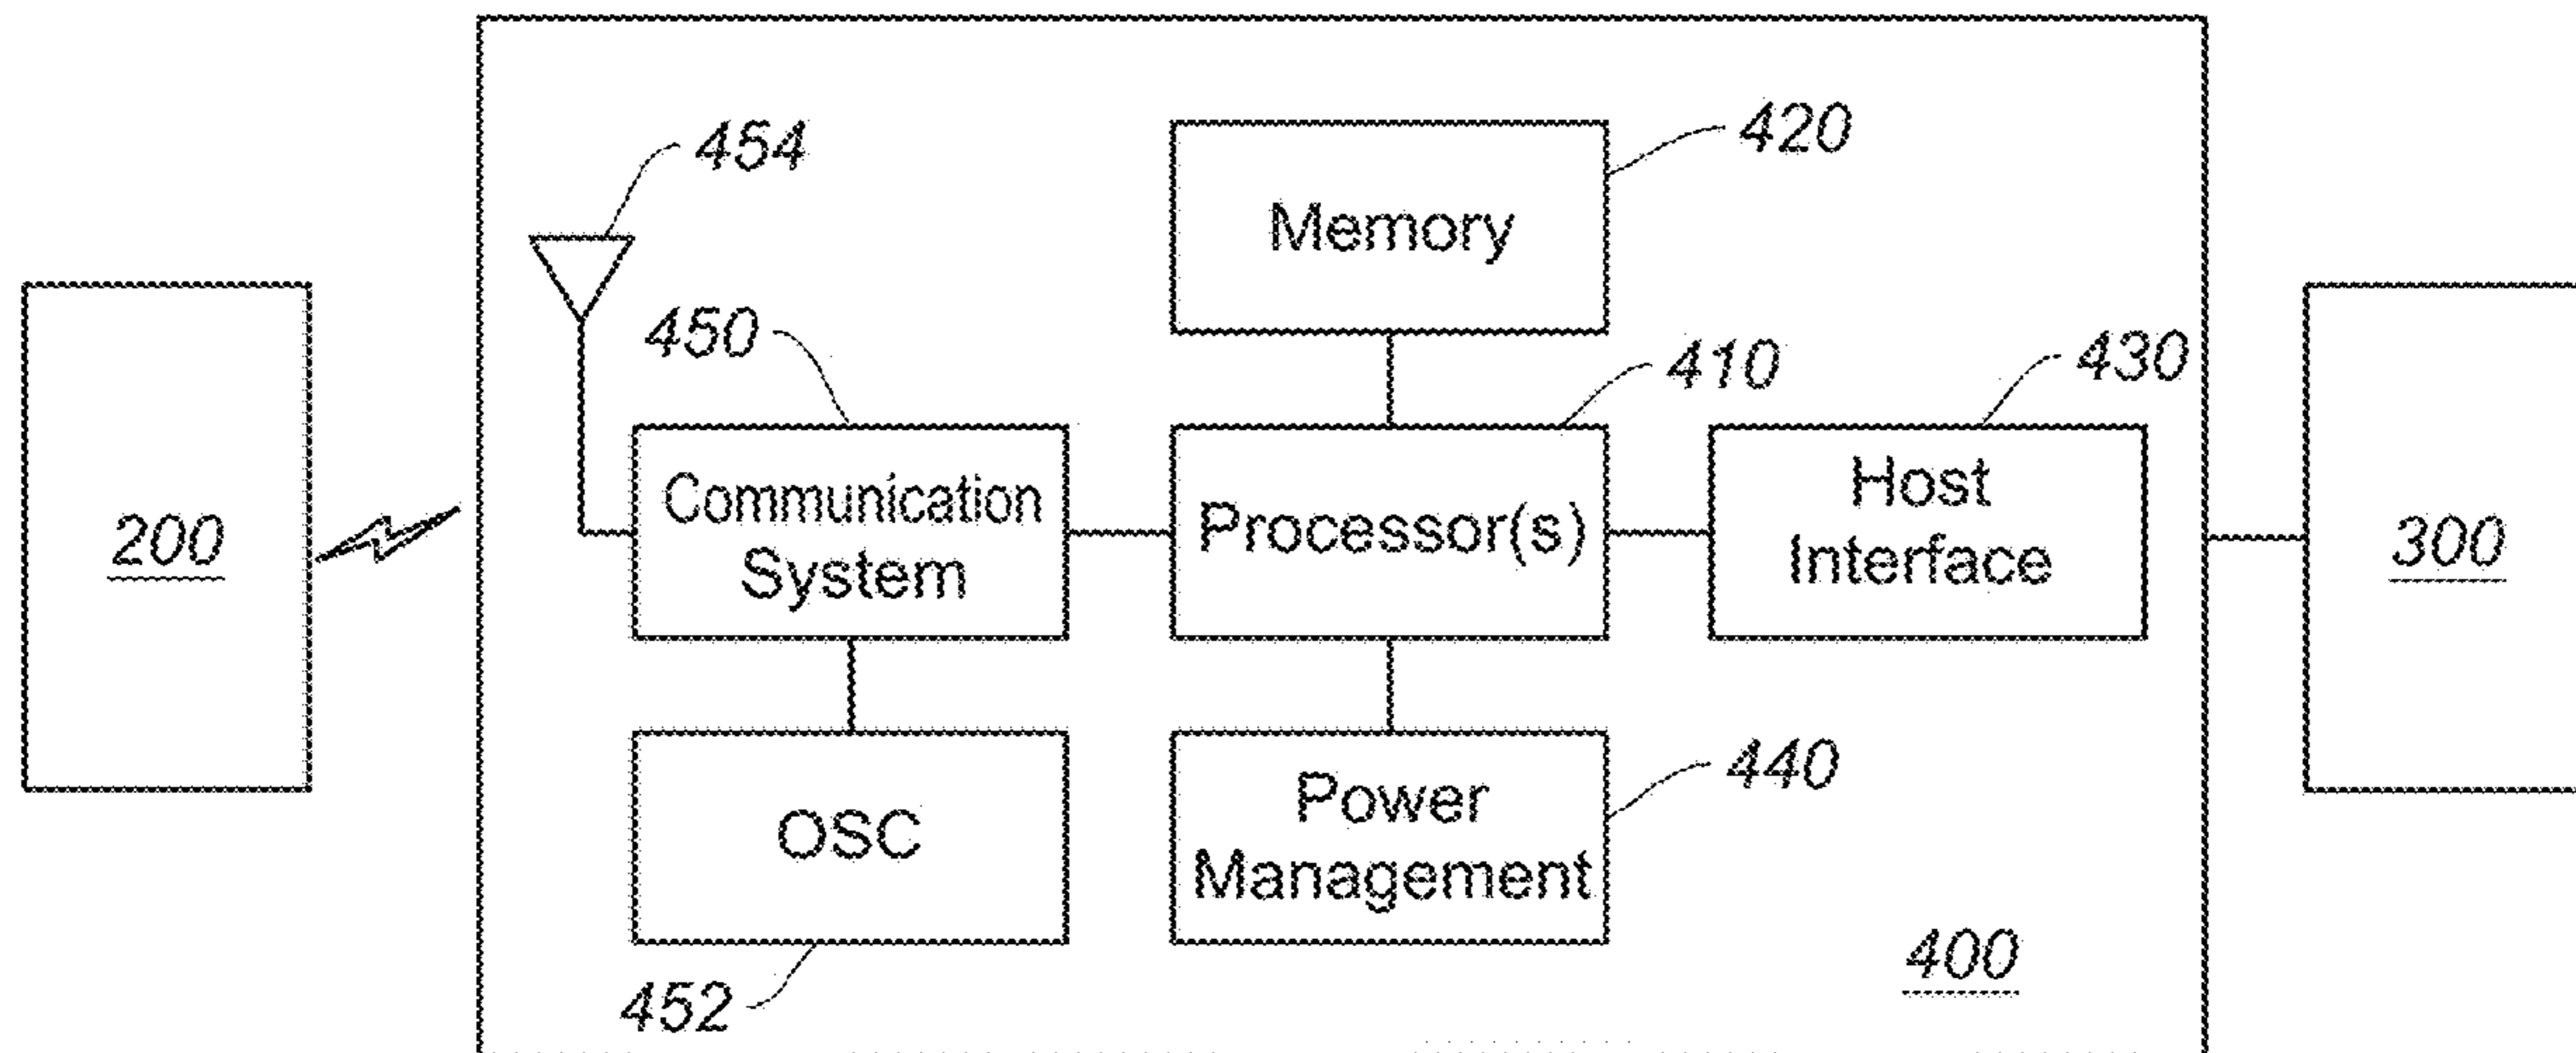 454
420
Memory
450
410
430
200
Communication
System
Processor(s)
Host
Interface
300
OSC
Power
Management
440
452
400